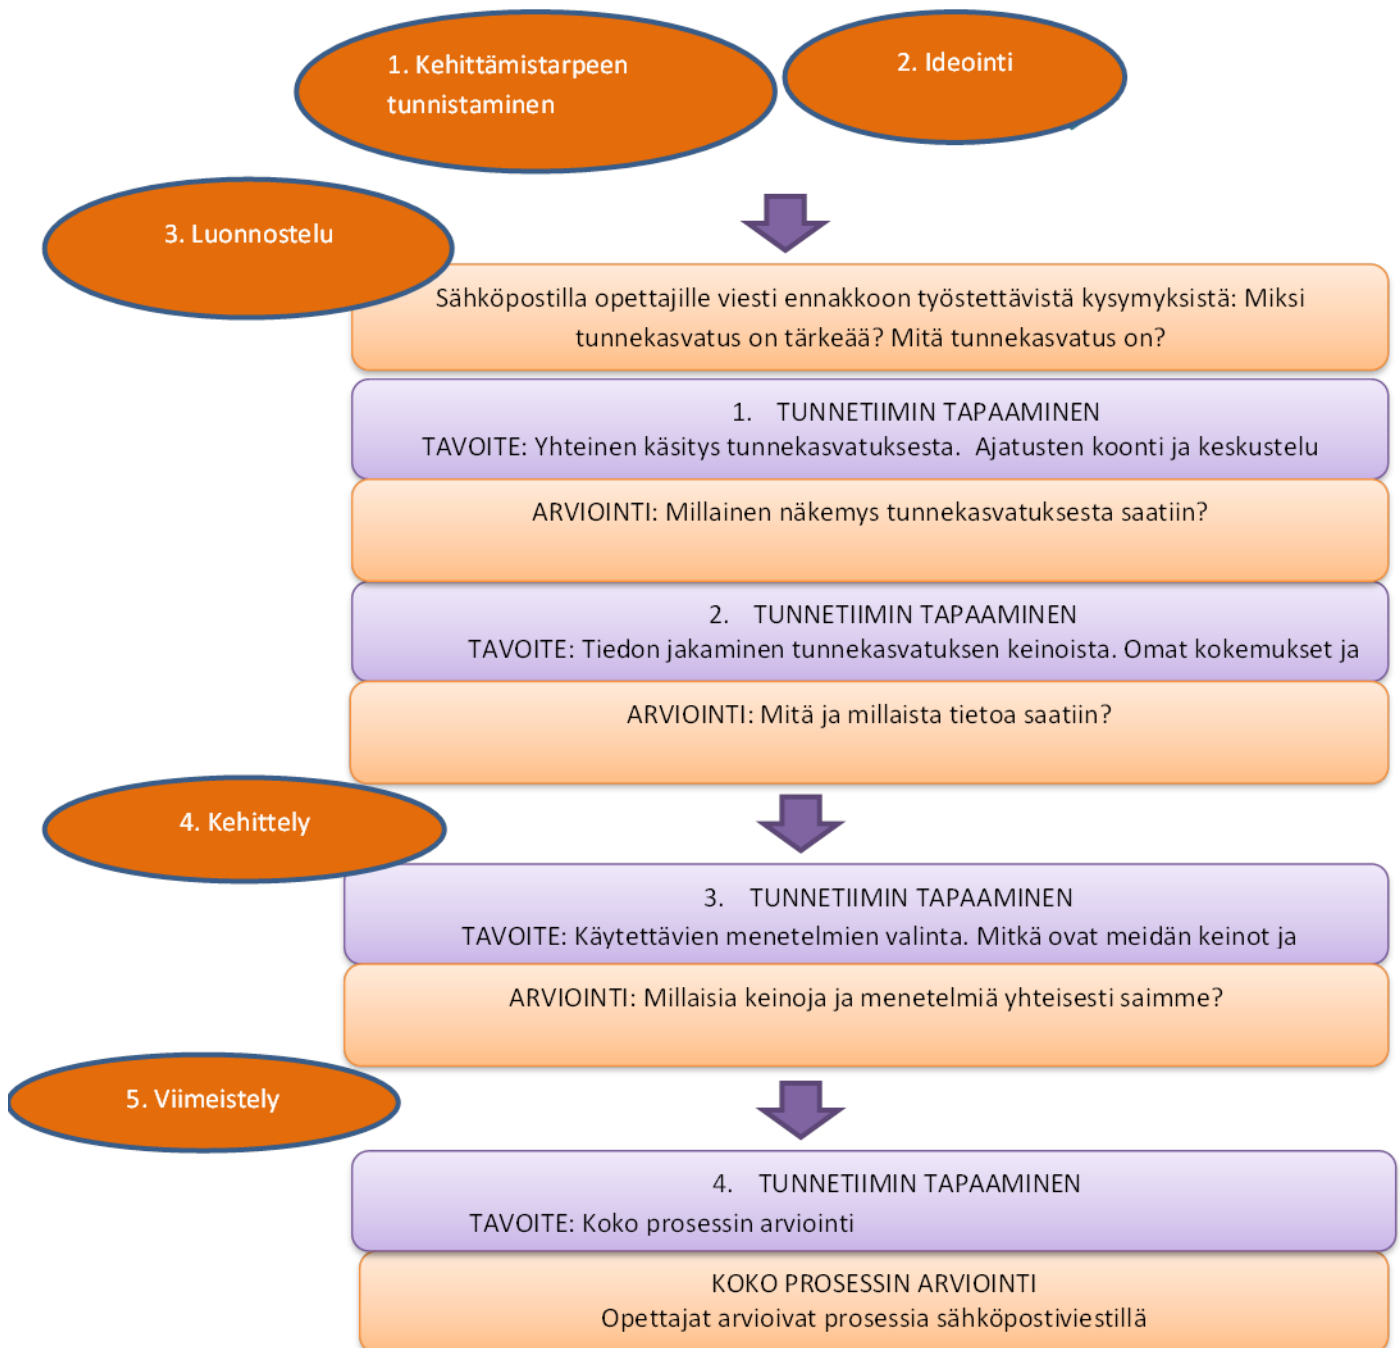 1. Kehittämistarpeen
tunnistaminen
2. Ideointi
3. Luonnostelu
Sähköpostilla opettajille viesti ennakkoon työstettävistä kysymyksistä: Miksi
tunnekasvatus on tärkeää? Mitä tunnekasvatus on?
1. TUNNETIIMIN TAPAAMINEN
TAVOITE: Yhteinen käsitys tunnekasvatuksesta. Ajatusten koonti ja keskustelu
ARVIOINTI: Millainen näkemys tunnekasvatuksesta saatiin?
2. TUNNETIIMIN TAPAAMINEN
TAVOITE: Tiedon jakaminen tunnekasvatuksen keinoista. Omat kokemukset ja
ARVIOINTI: Mitä ja millaista tietoa saatiin?
4. Kehittely
3. TUNNETIIMIN TAPAAMINEN
TAVOITE: Käytettävien menetelmien valinta. Mitkä ovat meidän keinot ja
ARVIOINTI: Millaisia keinoja ja menetelmiä yhteisesti saimme?
5. Viimeistely
4. TUNNETIIMIN TAPAAMINEN
TAVOITE: Koko prosessin arviointi
KOKO PROSESSIN ARVIOINTI
Opettajat arvioivat prosessia sähköpostiviestillä